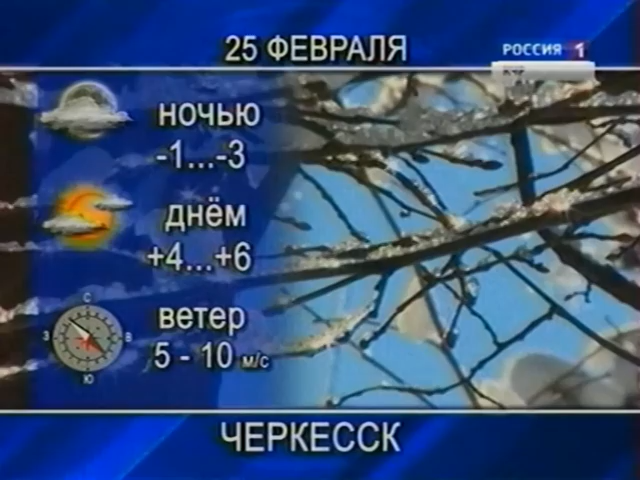 25 ФЕВРАЛЯ
РОССИЯ 1
ночью
-1...-3
днём
+4...+6
ветер
5 - 10 м/с
С
З
В
Ю
ЧЕРКЕССК